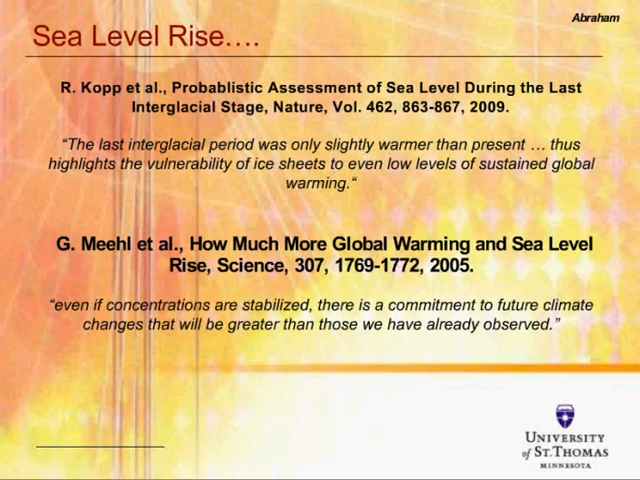 Abraham
Sea Level Rise….
R. Kopp et al., Probablistic Assessment of Sea Level During the Last
Interglacial Stage, Nature, Vol. 462, 863-867, 2009.
“The last interglacial period was only slightly warmer than present … thus
highlights the vulnerability of ice sheets to even low levels of sustained global
warming.“
G. Meehl et al., How Much More Global Warming and Sea Level
Rise, Science, 307, 1769-1772, 2005.
“even if concentrations are stabilized, there is a commitment to future climate
changes that will be greater than those we have already observed.”
UNIVERSITY
of ST. THOMAS
MINNESOTA